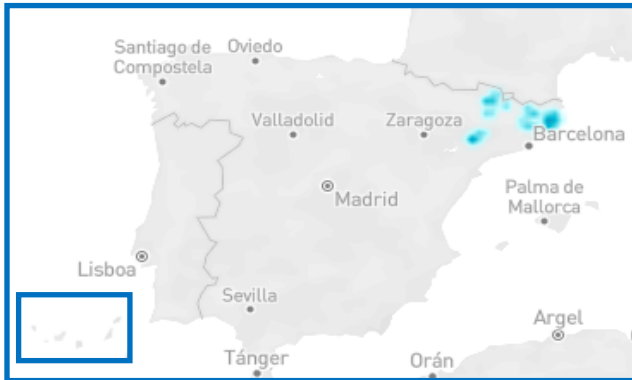 Santiago de
Compostela
Oviedo
Valladolid
Zaragoza
Barcelona
Madrid
Palma de
Mallorca
Lisboa
Sevilla
Argel
Tánger
Orán